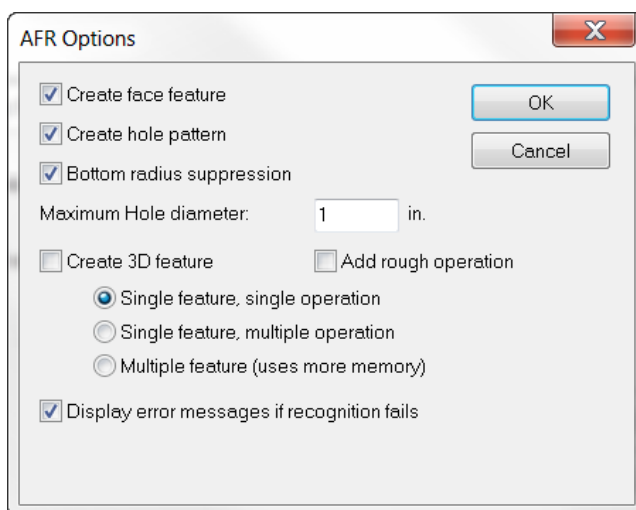 AFR Options
Create face feature
OK
Create hole pattern
Cancel
Bottom radius suppression
Maximum Hole diameter: 1 in.
Create 3D feature Add rough operation
Single feature, single operation
Single feature, multiple operation
Multiple feature (uses more memory)
Display error messages if recognition fails